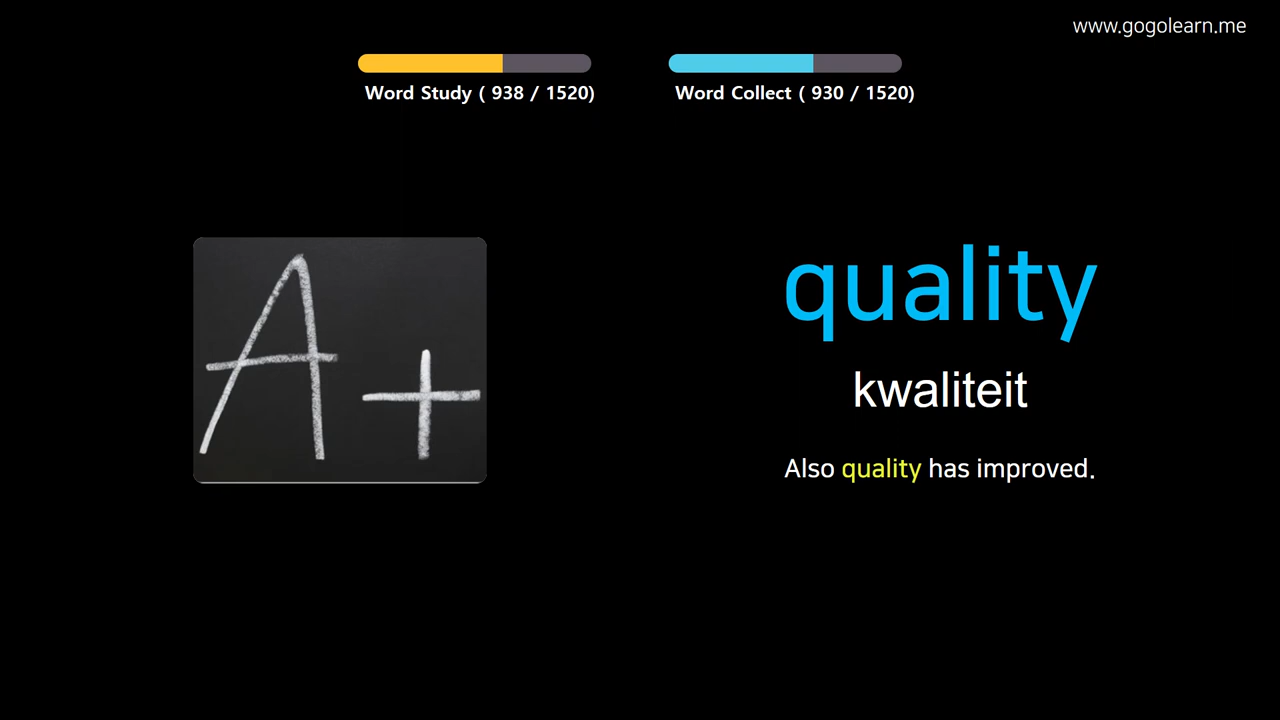 www.gogolearn.me
Word Study ( 938 / 1520)
Word Collect ( 930 / 1520)
A+
quality
kwaliteit
Also quality has improved.